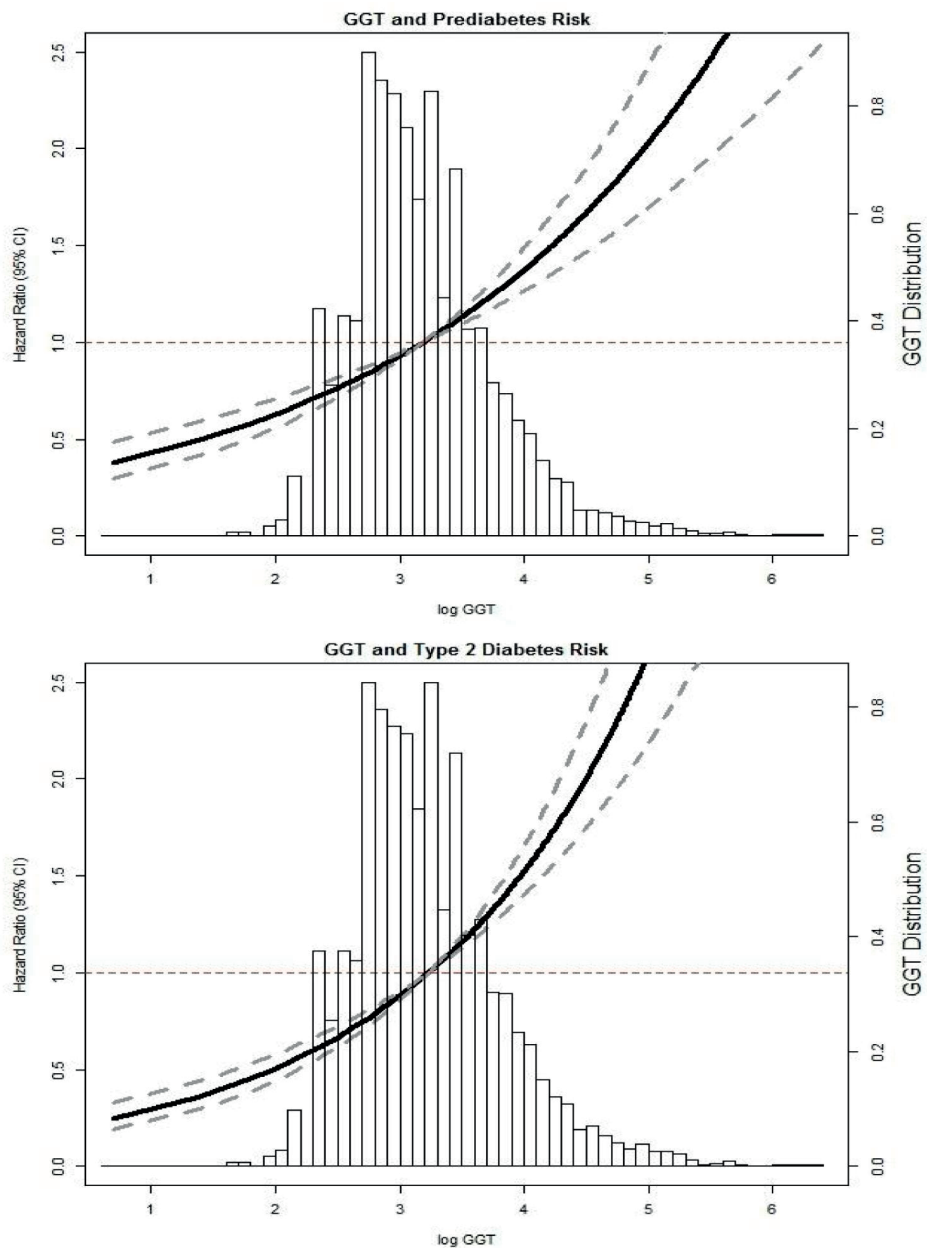 GGT and Prediabetes Risk
Hazard Ratio (95% CI)
2.5
2.0
1.5
1.0
0.5
0.0
0.8
0.6
0.4
0.2
0.0
GGT Distribution
1 2 3 4 5 6
log GGT
GGT and Type 2 Diabetes Risk
Hazard Ratio (95% CI)
2.5
2.0
1.5
1.0
0.5
0.0
0.8
0.6
0.4
0.2
0.0
GGT Distribution
1 2 3 4 5 6
log GGT